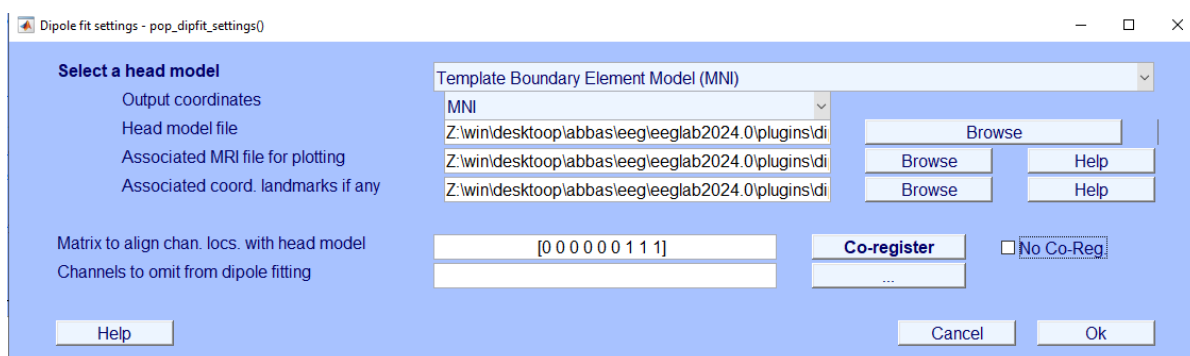 Dipole fit settings - pop_dipfit_settings()
Select a head model Template Boundary Element Model (MNI)
Output coordinates MNI
Head model file Z:\win\desktoop\abbas\eeg\eeglab2024.0\plugins\di Browse
Associated MRI file for plotting Z:\win\desktoop\abbas\eeg\eeglab2024.0\plugins\di Browse Help
Associated coord. landmarks if any Z:\win\desktoop\abbas\eeg\eeglab2024.0\plugins\di Browse Help
Matrix to align chan. locs. with head model [0 0 0 0 0 0 1 1 1] Co-register No Co-Reg.
Channels to omit from dipole fitting ...
Help Cancel Ok